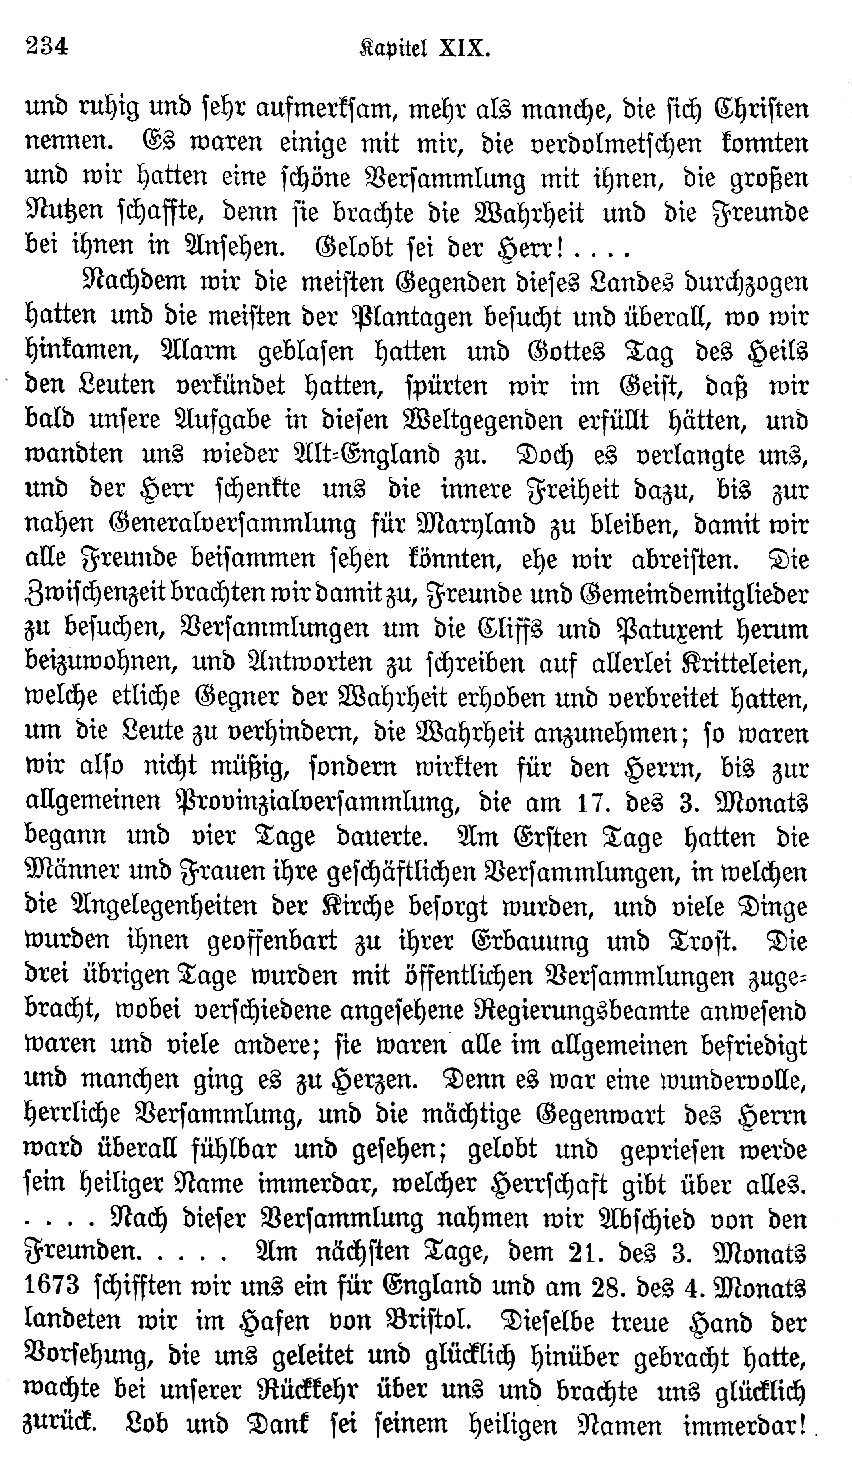 234 Kapitel XIX.
und ruhig und sehr aufmerksam, mehr als manche, die sich Christen
nennen. Es waren einige mit mir, die verdolmetschen konnten
und wir hatten eine schöne Versammlung mit ihnen, die großen
Nutzen schaffte, denn sie brachte die Wahrheit und die Freunde
bei ihnen in Ansehen. Gelobt sei der Herr! . . . .
Nachdem wir die meisten Gegenden dieses Landes durchzogen
hatten und die meisten der Plantagen besucht und überall, wo wir
hinkamen, Alarm geblasen hatten und Gottes Tag des Heils
den Leuten verkündet hatten, spürten wir im Geist, daß wir
bald unsere Aufgabe in diesen Weltgegenden erfüllt hätten, und
wandten uns wieder Alt-England zu. Doch es verlangte uns,
und der Herr schenkte uns die innere Freiheit dazu, bis zur
nahen Generalversammlung für Maryland zu bleiben, damit wir
alle Freunde beisammen sehen könnten, ehe wir abreisten. Die
Zwischenzeit brachten wir damit zu, Freunde und Gemeindemitglieder
zu besuchen, Versammlungen um die Cliffs und Patuxent herum
beizuwohnen, und Antworten zu schreiben auf allerlei Kritteleien,
welche etliche Gegner der Wahrheit erhoben und verbreitet hatten,
um die Leute zu verhindern, die Wahrheit anzunehmen; so waren
wir also nicht müßig, sondern wirkten für den Herrn, bis zur
allgemeinen Provinzialversammlung, die am 17. des 3. Monats
begann und vier Tage dauerte. Am Ersten Tage hatten die
Männer und Frauen ihre geschäftlichen Versammlungen, in welchen
die Angelegenheiten der Kirche besorgt wurden, und viele Dinge
wurden ihnen geoffenbart zu ihrer Erbauung und Trost. Die
drei übrigen Tage wurden mit öffentlichen Versammlungen zuge-
bracht, wobei verschiedene angesehene Regierungsbeamte anwesend
waren und viele andere; sie waren alle im allgemeinen befriedigt
und manchen ging es zu Herzen. Denn es war eine wundervolle,
herrliche Versammlung, und die mächtige Gegenwart des Herrn
ward überall fühlbar und gesehen; gelobt und gepriesen werde
sein heiliger Name immerdar, welcher Herrschaft gibt über alles.
. . . . Nach dieser Versammlung nahmen wir Abschied von den
Freunden. . . . . Am nächsten Tage, dem 21. des 3. Monats
1673 schifften wir uns ein für England und am 28. des 4. Monats
landeten wir im Hafen von Bristol. Dieselbe treue Hand der
Vorsehung, die uns geleitet und glücklich hinüber gebracht hatte,
wachte bei unserer Rückkehr über uns und brachte uns glücklich
zurück. Lob und Dank sei seinem heiligen Namen immerdar!